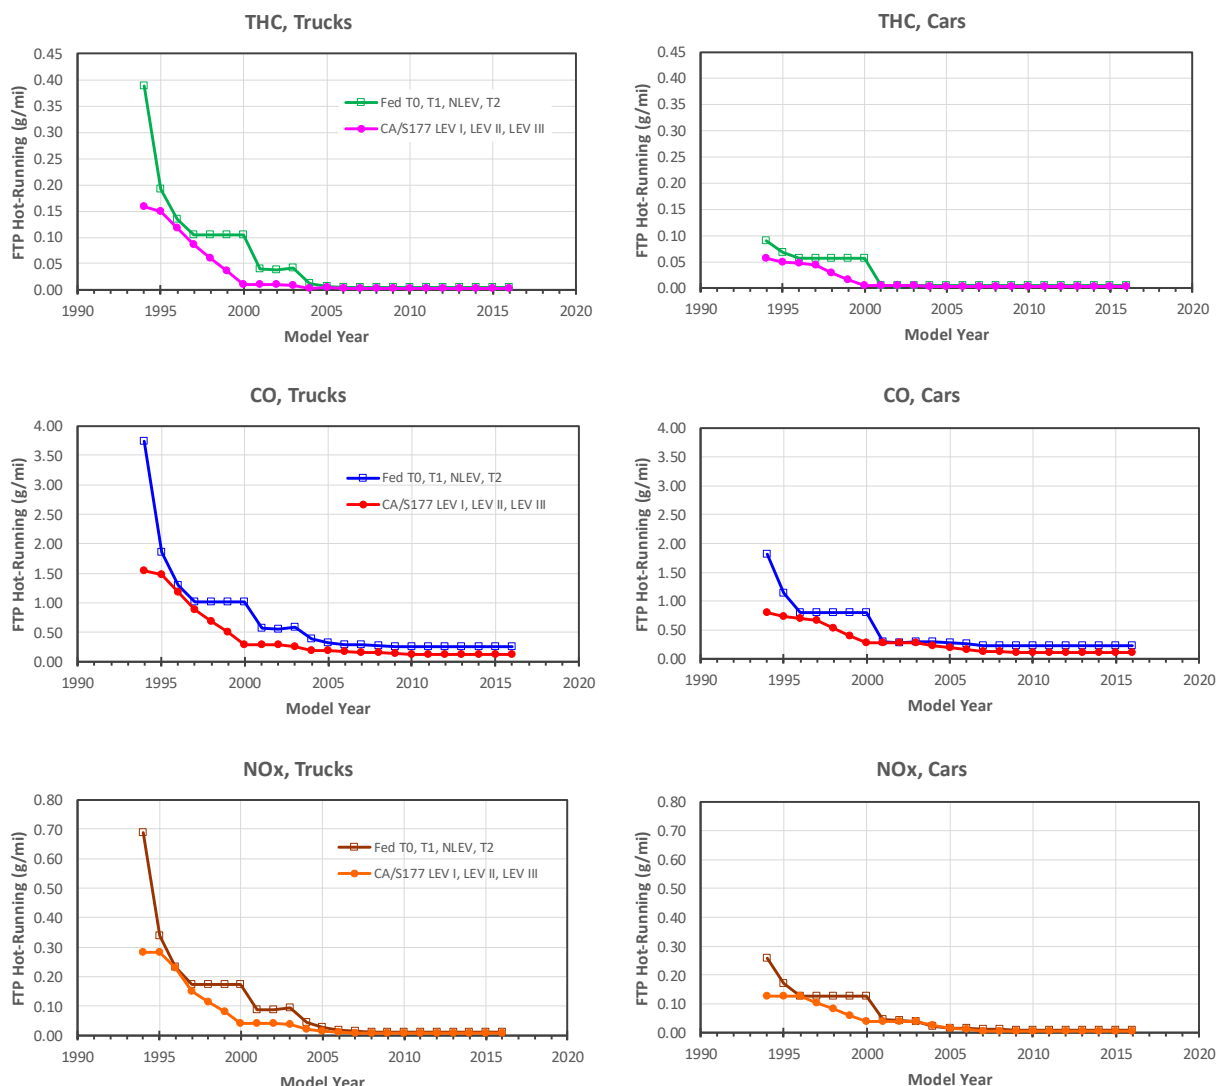 THC, Trucks
FTP Hot-Running (g/mi)
0.45
0.40
0.35
0.30
0.25
0.20
0.15
0.10
0.05
0.00
Fed T0, T1, NLEV, T2
CA/S177 LEV I, LEV II, LEV III
1990 1995 2000 2005 2010 2015 2020
Model Year
THC, Cars
FTP Hot-Running (g/mi)
0.45
0.40
0.35
0.30
0.25
0.20
0.15
0.10
0.05
0.00
1990 1995 2000 2005 2010 2015 2020
Model Year
CO, Trucks
FTP Hot-Running (g/mi)
4.00
3.50
3.00
2.50
2.00
1.50
1.00
0.50
0.00
Fed T0, T1, NLEV, T2
CA/S177 LEV I, LEV II, LEV III
1990 1995 2000 2005 2010 2015 2020
Model Year
CO, Cars
FTP Hot-Running (g/mi)
4.00
3.50
3.00
2.50
2.00
1.50
1.00
0.50
0.00
1990 1995 2000 2005 2010 2015 2020
Model Year
NOx, Trucks
FTP Hot-Running (g/mi)
0.80
0.70
0.60
0.50
0.40
0.30
0.20
0.10
0.00
Fed T0, T1, NLEV, T2
CA/S177 LEV I, LEV II, LEV III
1990 1995 2000 2005 2010 2015 2020
Model Year
NOx, Cars
FTP Hot-Running (g/mi)
0.80
0.70
0.60
0.50
0.40
0.30
0.20
0.10
0.00
1990 1995 2000 2005 2010 2015 2020
Model Year